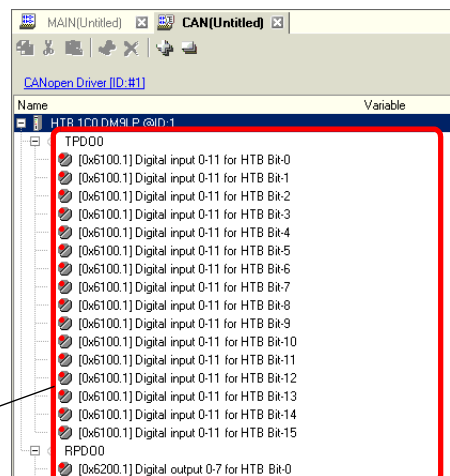 MAIN(Untitled) CAN(Untitled)
CANopen Driver [ID:#1]
Name Variable
HTB 1C0 DM9LP @ID:1
TPDO0
[0x6100.1] Digital input 0-11 for HTB Bit-0
[0x6100.1] Digital input 0-11 for HTB Bit-1
[0x6100.1] Digital input 0-11 for HTB Bit-2
[0x6100.1] Digital input 0-11 for HTB Bit-3
[0x6100.1] Digital input 0-11 for HTB Bit-4
[0x6100.1] Digital input 0-11 for HTB Bit-5
[0x6100.1] Digital input 0-11 for HTB Bit-6
[0x6100.1] Digital input 0-11 for HTB Bit-7
[0x6100.1] Digital input 0-11 for HTB Bit-8
[0x6100.1] Digital input 0-11 for HTB Bit-9
[0x6100.1] Digital input 0-11 for HTB Bit-10
[0x6100.1] Digital input 0-11 for HTB Bit-11
[0x6100.1] Digital input 0-11 for HTB Bit-12
[0x6100.1] Digital input 0-11 for HTB Bit-13
[0x6100.1] Digital input 0-11 for HTB Bit-14
[0x6100.1] Digital input 0-11 for HTB Bit-15
RPDO0
[0x6200.1] Digital output 0-7 for HTB Bit-0